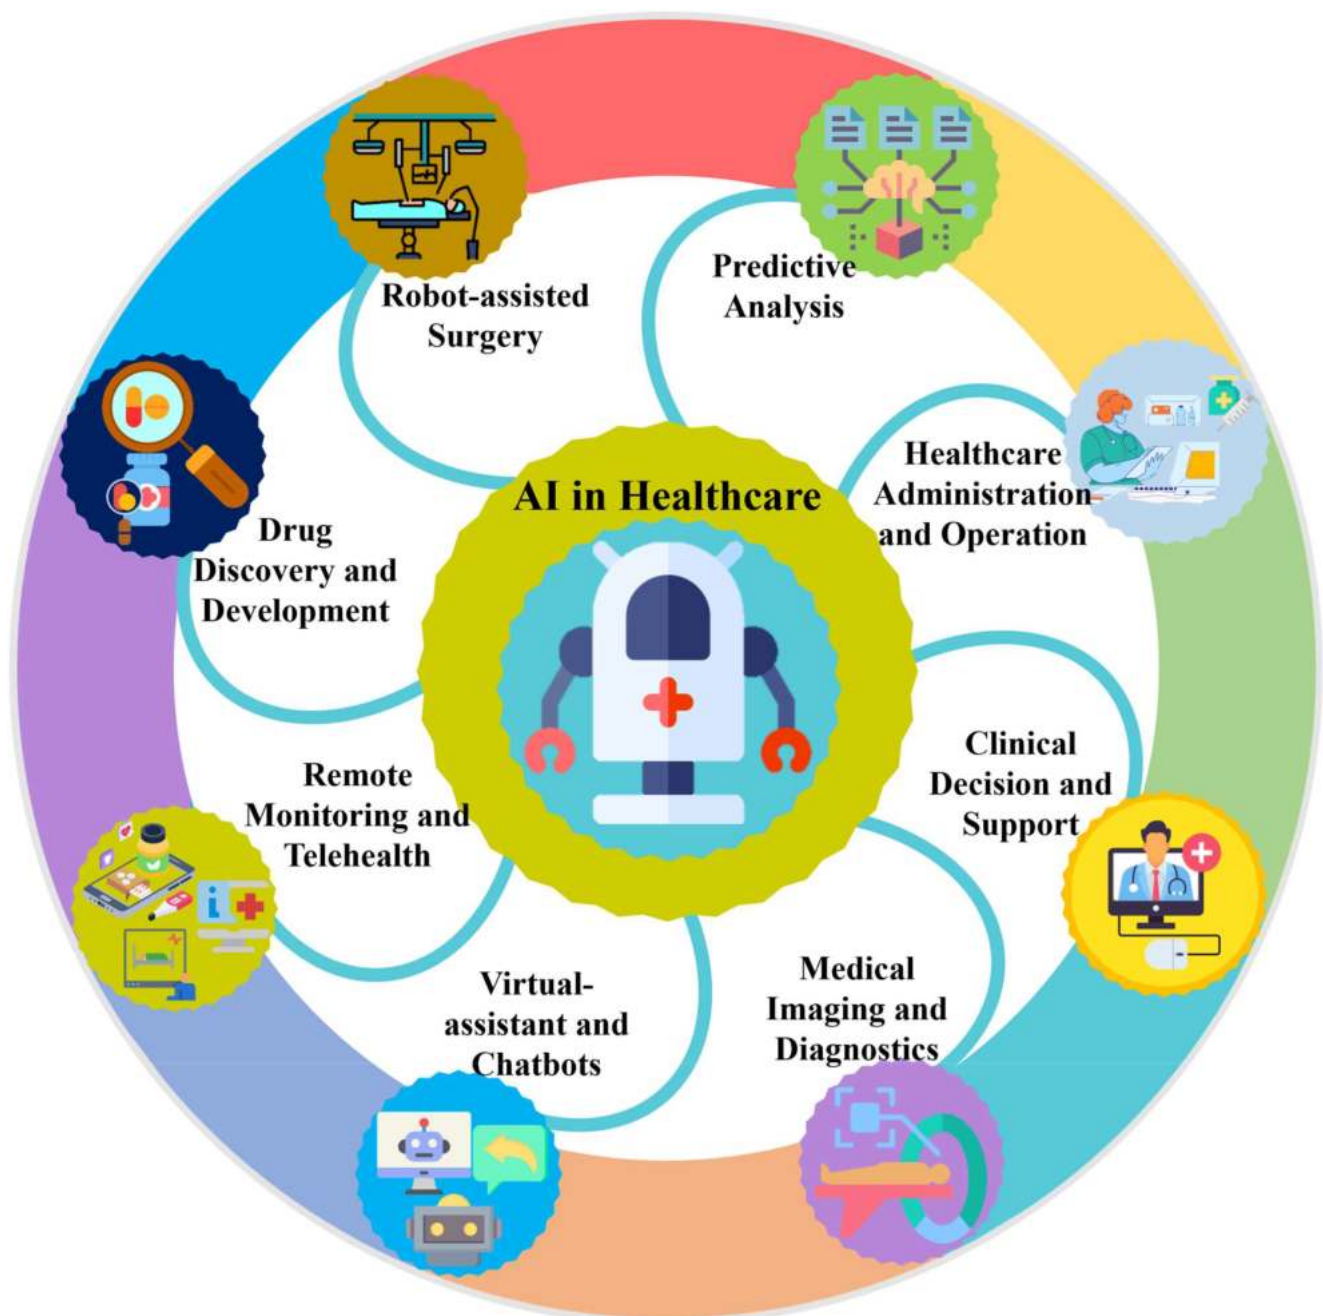 Robot-assisted
Surgery
Predictive
Analysis
AI in Healthcare
Healthcare
Administration
and Operation
Drug
Discovery and
Development
Clinical
Decision and
Support
Remote
Monitoring and
Telehealth
Medical
Imaging and
Diagnostics
Virtual-
assistant and
Chatbots